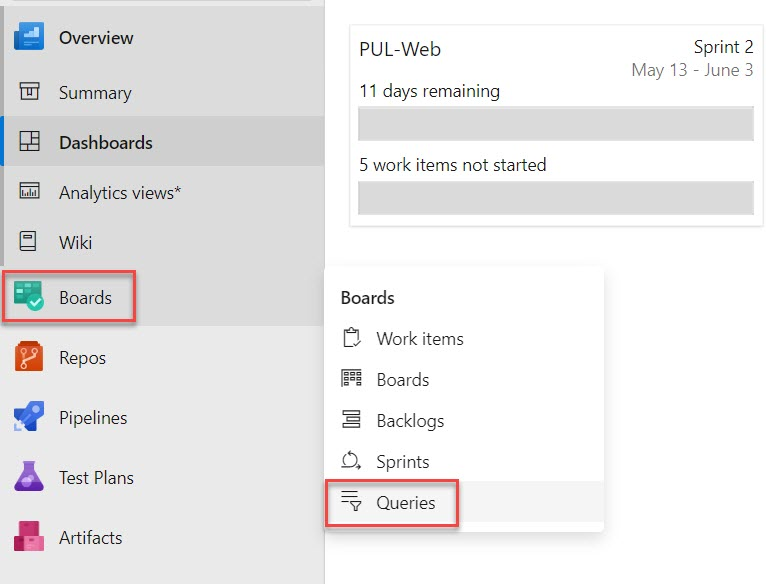 Overview
Summary
Dashboards
Analytics views*
Wiki
Boards
Repos
Pipelines
Test Plans
Artifacts
PUL-Web
Sprint 2
May 13 - June 3
11 days remaining
5 work items not started
Boards
Work items
Boards
Backlogs
Sprints
Queries